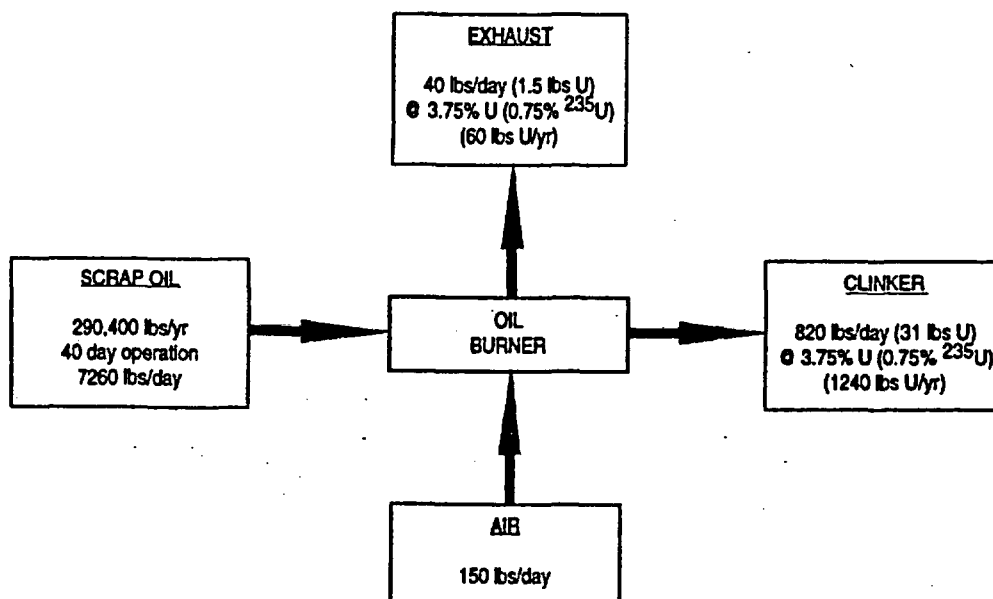 EXHAUST
40 lbs/day (1.5 lbs U)
@ 3.75% U (0.75% ²³⁵U)
(60 lbs U/yr)
SCRAP OIL
290,400 lbs/yr
40 day operation
7260 lbs/day
OIL
BURNER
CLINKER
820 lbs/day (31 lbs U)
@ 3.75% U (0.75% ²³⁵U)
(1240 lbs U/yr)
AIR
150 lbs/day